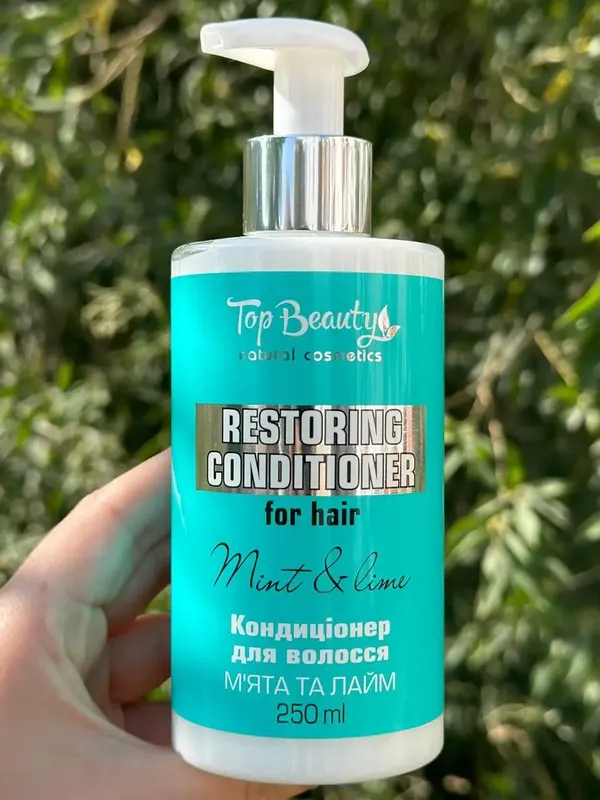 Top Beauty
natural cosmetics
RESTORING
CONDITIONER
for hair
Mint & lime
Кондиціонер
для волосся
М'ЯТА ТА ЛАЙМ
250 ml